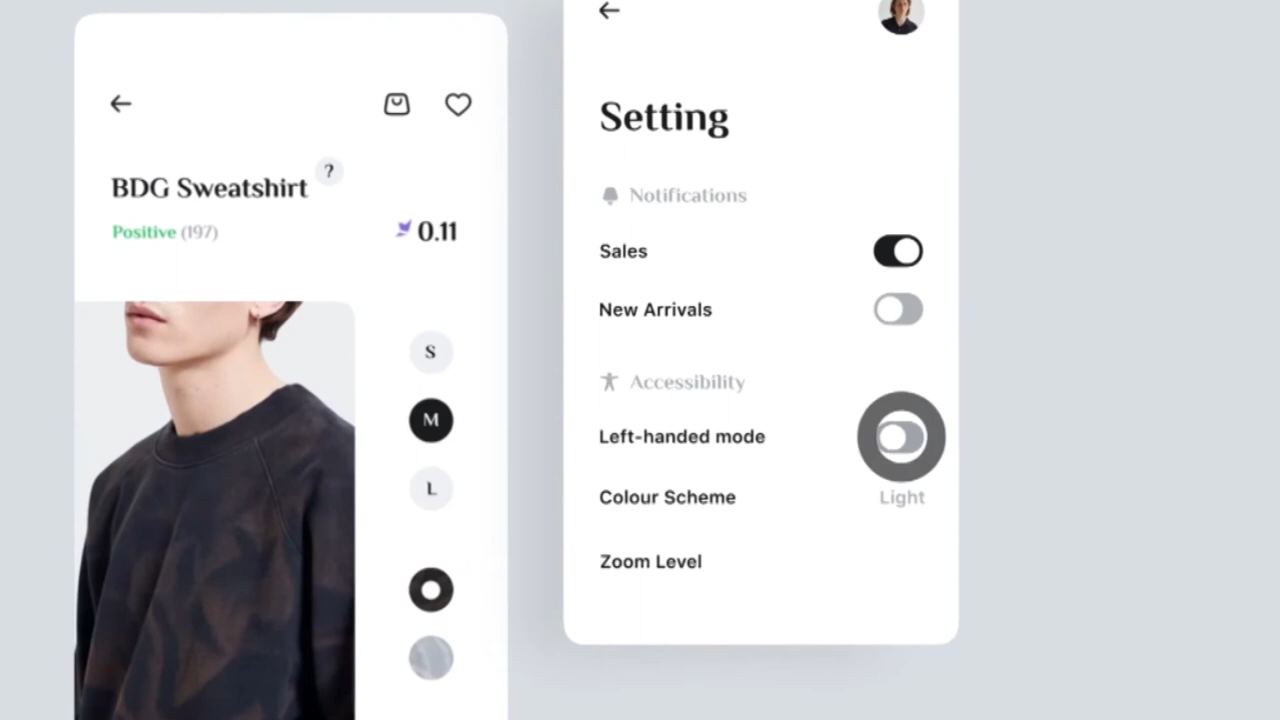 BDG Sweatshirt
?
Positive (197)
0.11
S
M
L
Setting
Notifications
Sales
New Arrivals
Accessibility
Left-handed mode
Colour Scheme
Light
Zoom Level